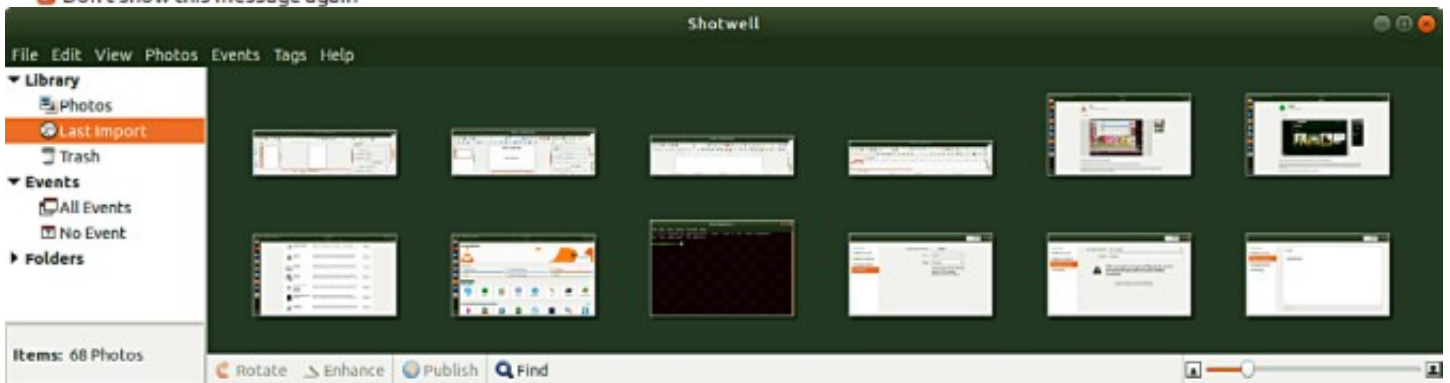 Don't show this message again
Shotwell
File Edit View Photos Events Tags Help
Library
Photos
Last Import
Trash
Events
All Events
No Event
Folders
Items: 68 Photos
Rotate Enhance Publish Find